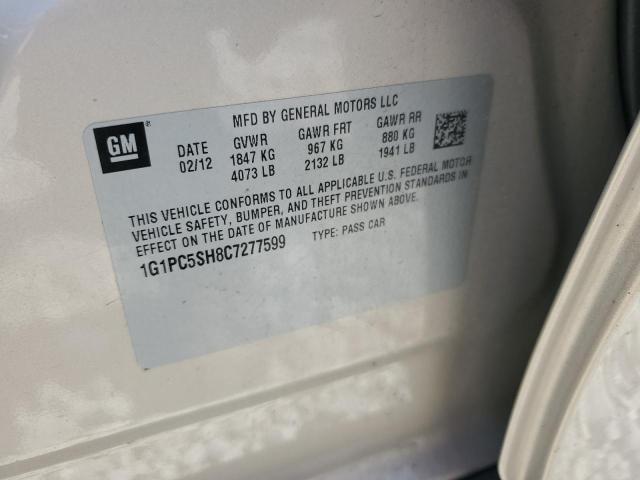 MFD BY GENERAL MOTORS LLC
GM®
DATE GVWR GAWR FRT GAWR RR
02/12 1847 KG 967 KG 880 KG
4073 LB 2132 LB 1941 LB
THIS VEHICLE CONFORMS TO ALL APPLICABLE U.S. FEDERAL MOTOR
VEHICLE SAFETY, BUMPER, AND THEFT PREVENTION STANDARDS IN
EFFECT ON THE DATE OF MANUFACTURE SHOWN ABOVE.
1G1PC5SH8C7277599 TYPE: PASS CAR